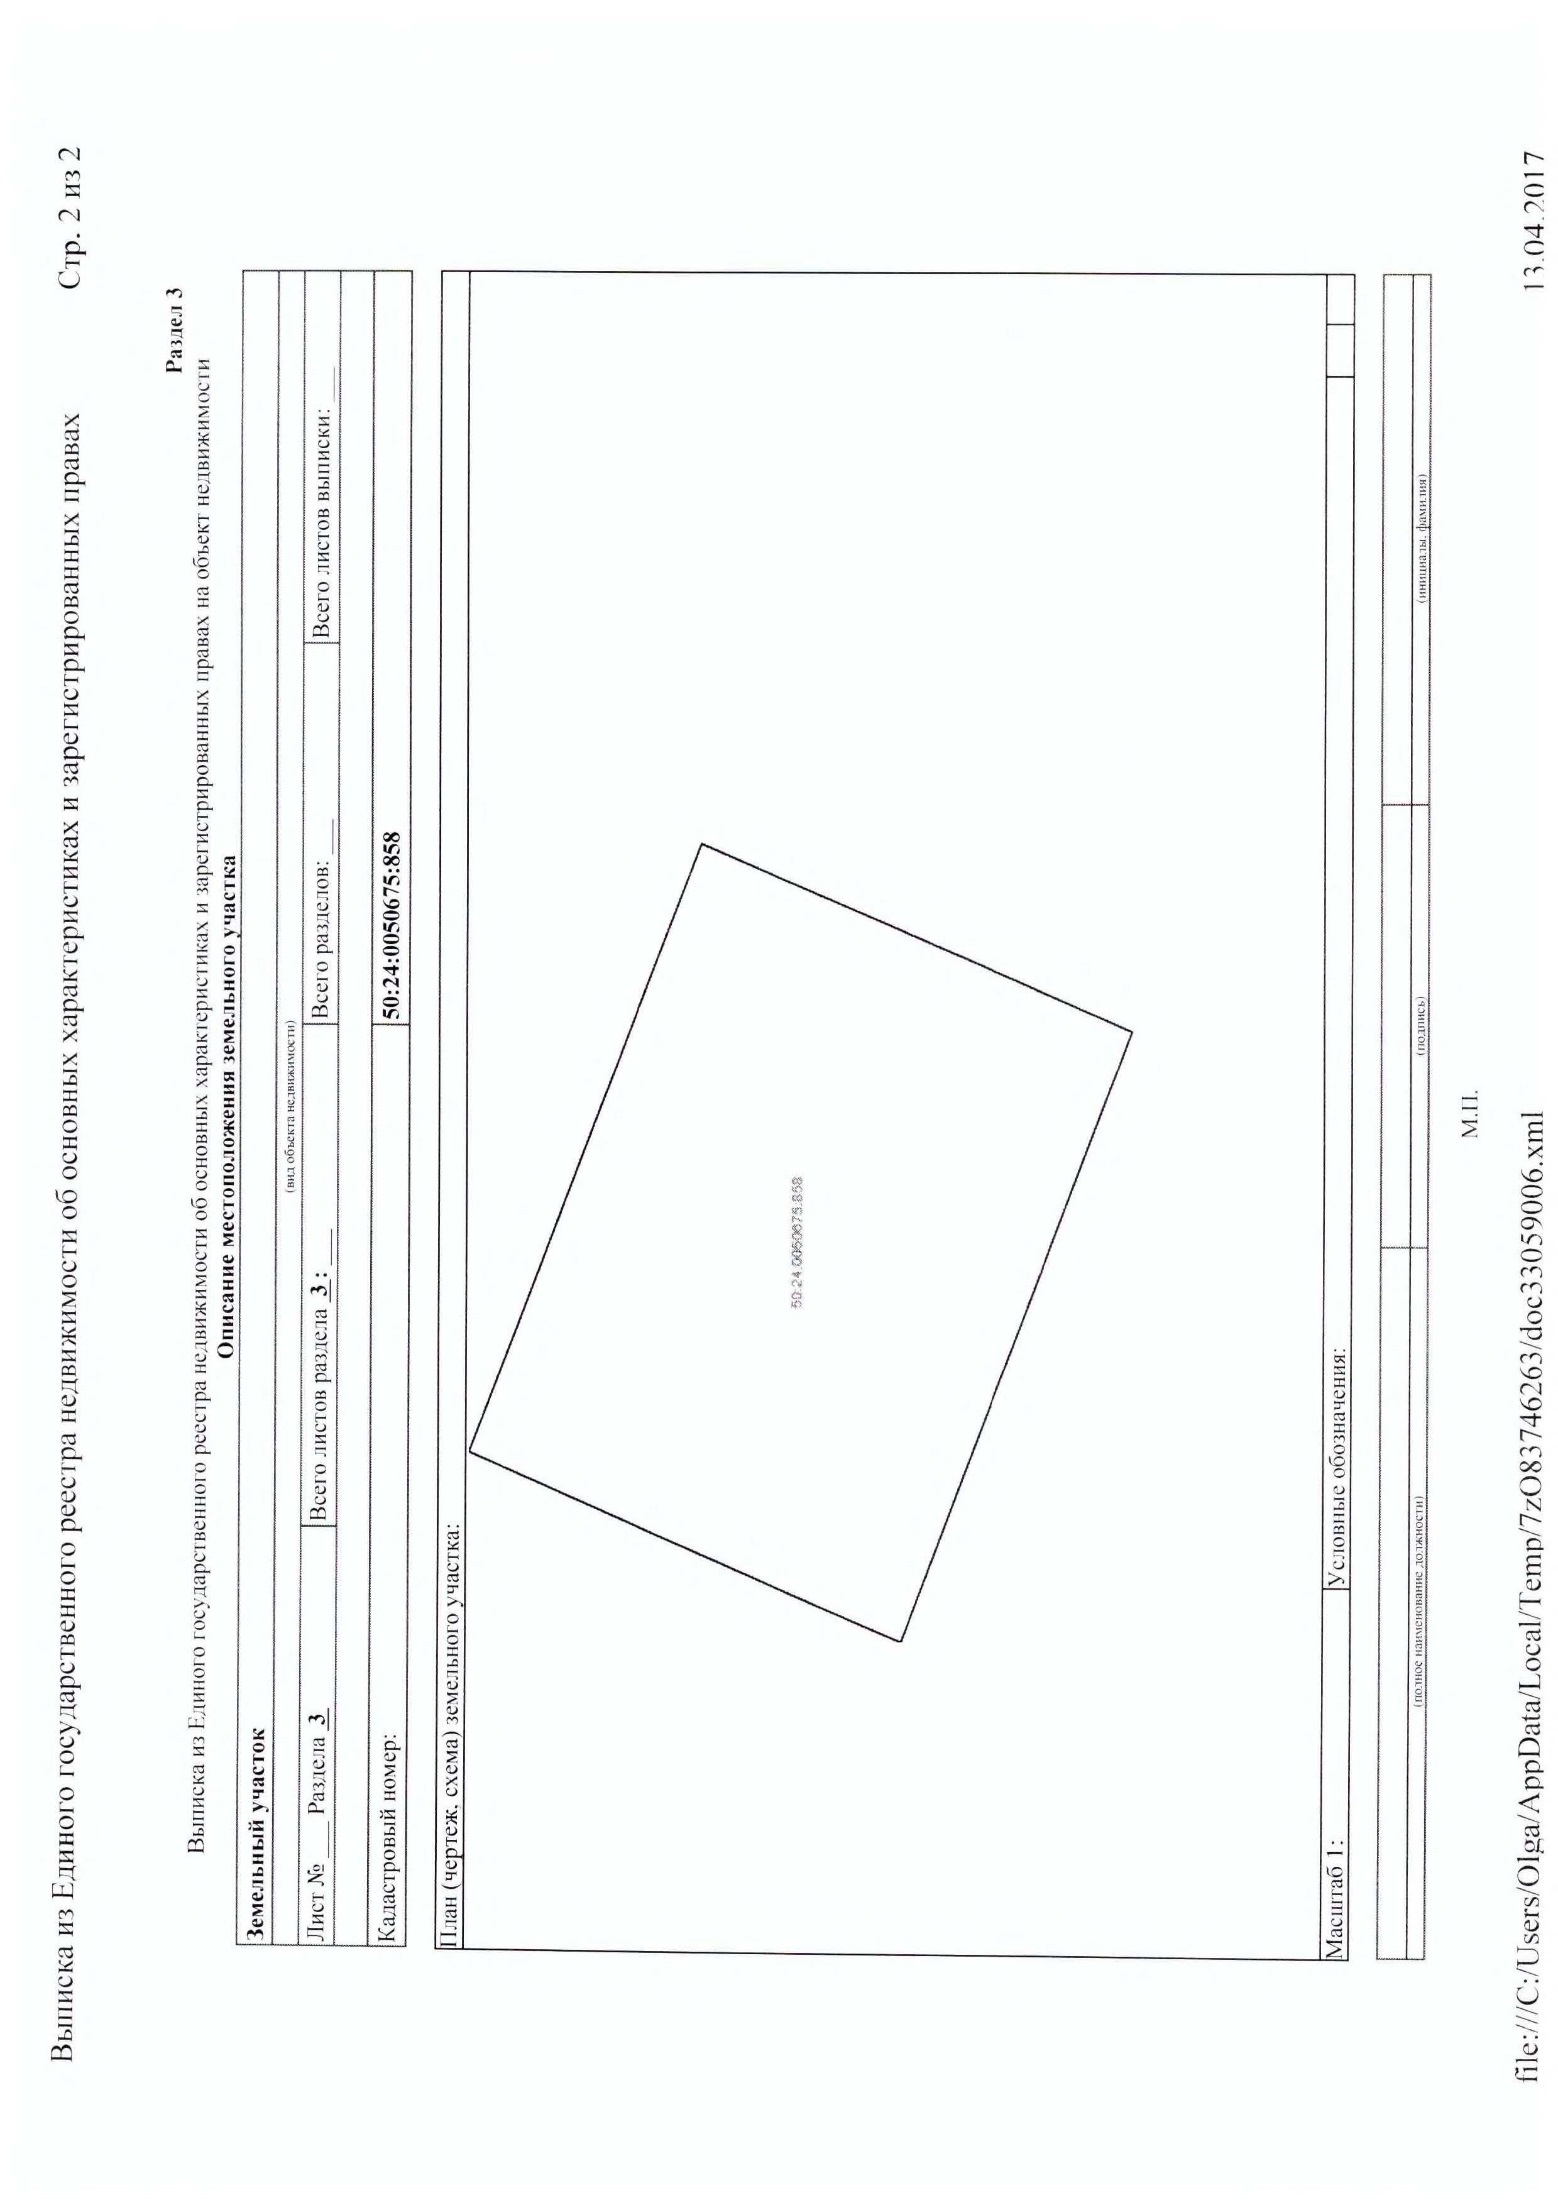 Выписка из Единого государственного реестра недвижимости об основных характеристиках и зарегистрированных правах Стр. 2 из 2
Раздел 3
Выписка из Единого государственного реестра недвижимости об основных характеристиках и зарегистрированных правах на объект недвижимости
Описание местоположения земельного участка
Земельный участок
(вид объекта недвижимости)
Лист № ___ Раздела 3 Всего листов раздела 3 : ___ Всего разделов: ___ Всего листов выписки: ___
Кадастровый номер: 50:24:0050675:858
План (чертеж, схема) земельного участка:
50:24:0050675:858
Масштаб 1: Условные обозначения:
(полное наименование должности) (подпись) (инициалы, фамилия)
М.П.
file:///C:/Users/Olga/AppData/Local/Temp/7zO83746263/doc33059006.xml 13.04.2017